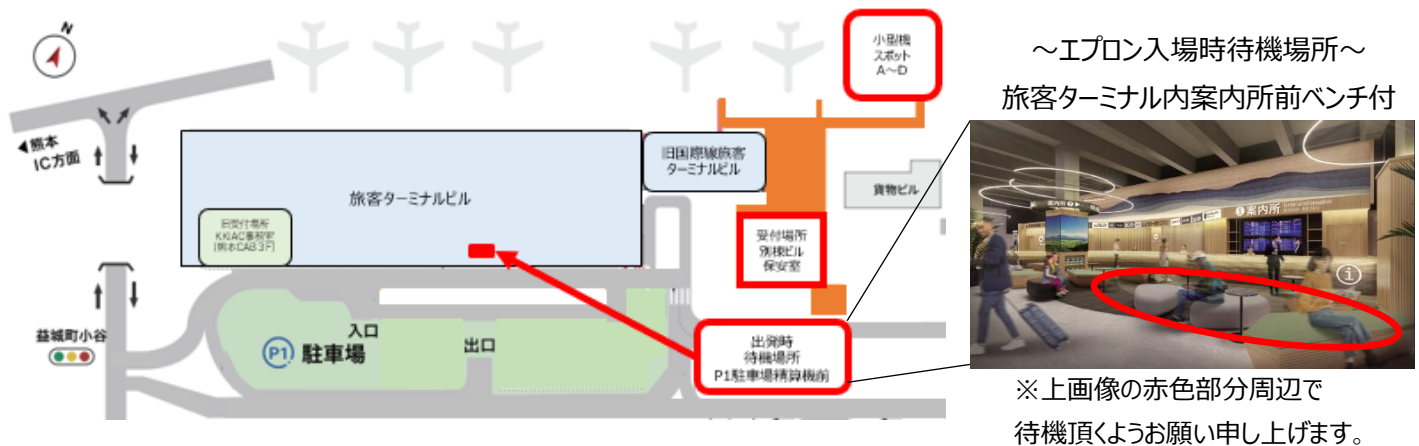 N
小型機
スポット
A～D
◀熊本
IC方面
旅客ターミナルビル
旧国際線旅客
ターミナルビル
貨物ビル
旧受付場所
KKIAC事務室
(熊本CAB3F)
受付場所
別棟ビル
保安室
益城町小谷
P1 駐車場
入口
出口
出発時
待機場所
P1駐車場精算機前
～エプロン入場時待機場所～
旅客ターミナル内案内所前ベンチ付
案内所
案内所
※上画像の赤色部分周辺で
待機頂くようお願い申し上げます。